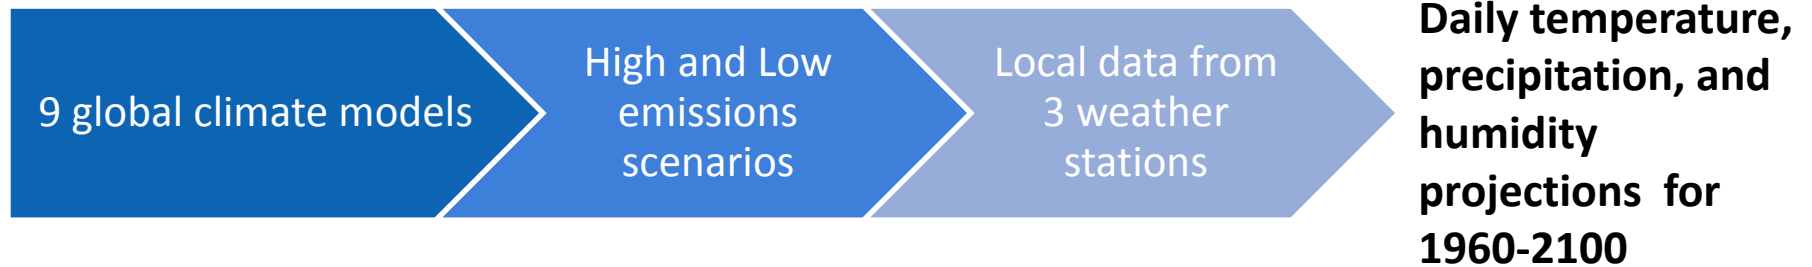 9 global climate models
High and Low
emissions
scenarios
Local data from
3 weather
stations
Daily temperature,
precipitation, and
humidity
projections  for
1960-2100